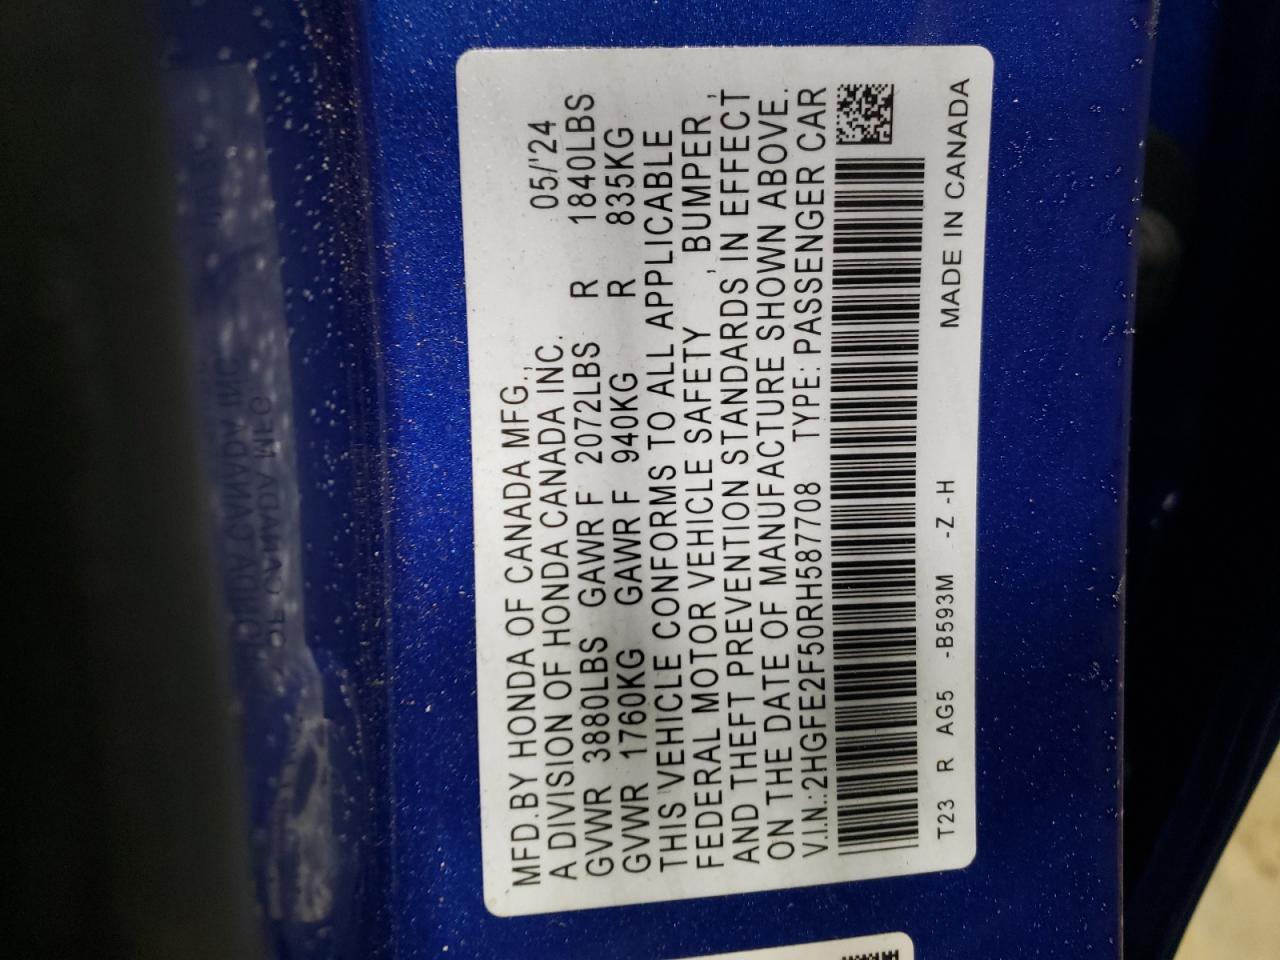 MFD.BY HONDA OF CANADA MFG.,
A DIVISION OF HONDA CANADA INC. 05/'24
GVWR 3880LBS GAWR F 2072LBS R 1840LBS
GVWR 1760KG GAWR F 940KG R 835KG
THIS VEHICLE CONFORMS TO ALL APPLICABLE
FEDERAL MOTOR VEHICLE SAFETY , BUMPER ,
AND THEFT PREVENTION STANDARDS IN EFFECT
ON THE DATE OF MANUFACTURE SHOWN ABOVE.
V.I.N.:2HGFE2F50RH587708 TYPE: PASSENGER CAR
T23 R AG5 -B593M -Z -H MADE IN CANADA